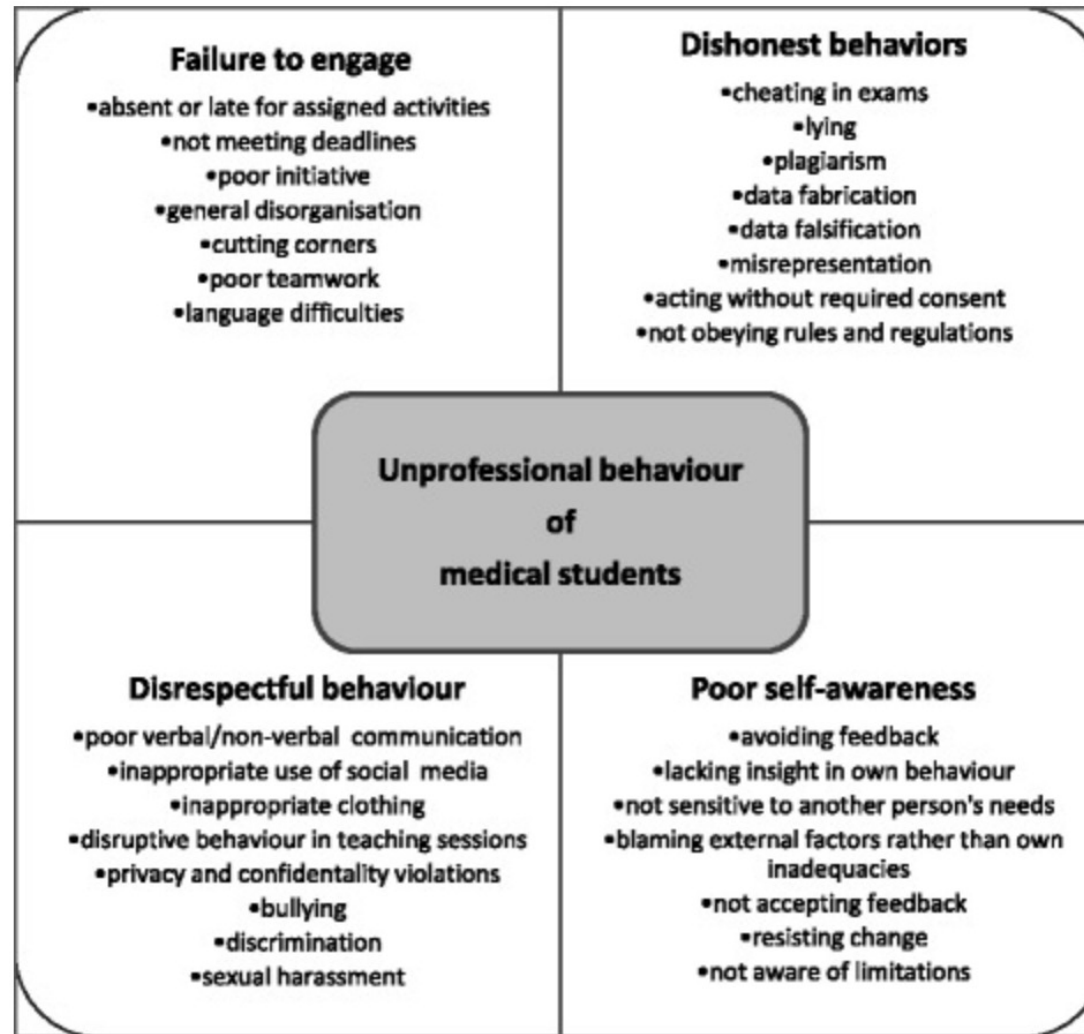 Failure to engage
•absent or late for assigned activities
•not meeting deadlines
•poor initiative
•general disorganisation
•cutting corners
•poor teamwork
•language difficulties
Dishonest behaviors
•cheating in exams
•lying
•plagiarism
•data fabrication
•data falsification
•misrepresentation
•acting without required consent
•not obeying rules and regulations
Unprofessional behaviour
of
medical students
Disrespectful behaviour
•poor verbal/non-verbal communication
•inappropriate use of social media
•inappropriate clothing
•disruptive behaviour in teaching sessions
•privacy and confidentality violations
•bullying
•discrimination
•sexual harassment
Poor self-awareness
•avoiding feedback
•lacking insight in own behaviour
•not sensitive to another person's needs
•blaming external factors rather than own
inadequacies
•not accepting feedback
•resisting change
•not aware of limitations